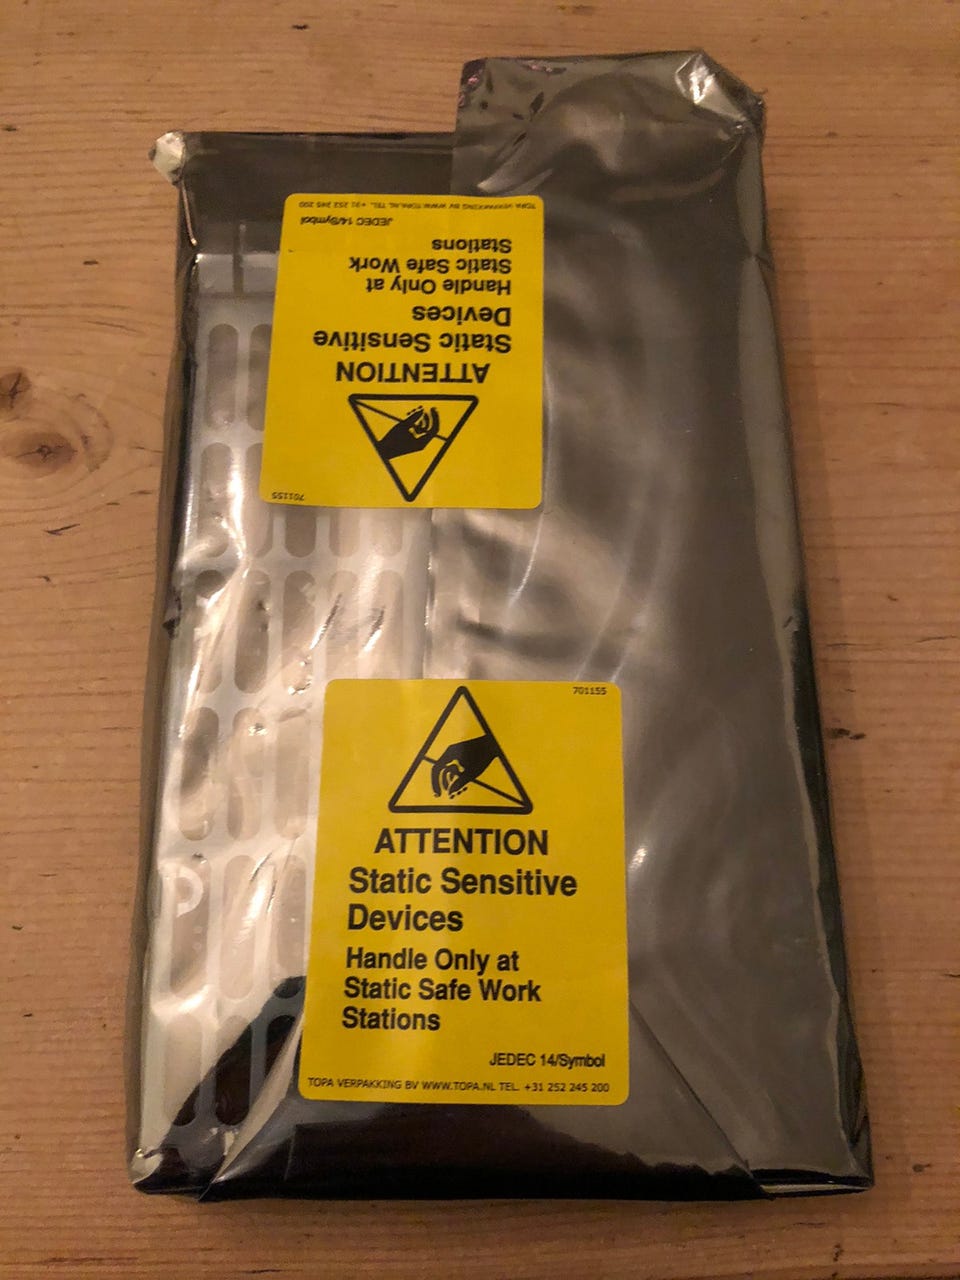 701155
ATTENTION
Static Sensitive
Devices
Handle Only at
Static Safe Work
Stations
JEDEC 14/Symbol
TOPA VERPAKKING BV WWW.TOPA.NL TEL. +31 252 245 200
701155
ATTENTION
Static Sensitive
Devices
Handle Only at
Static Safe Work
Stations
JEDEC 14/Symbol
TOPA VERPAKKING BV WWW.TOPA.NL TEL. +31 252 245 200